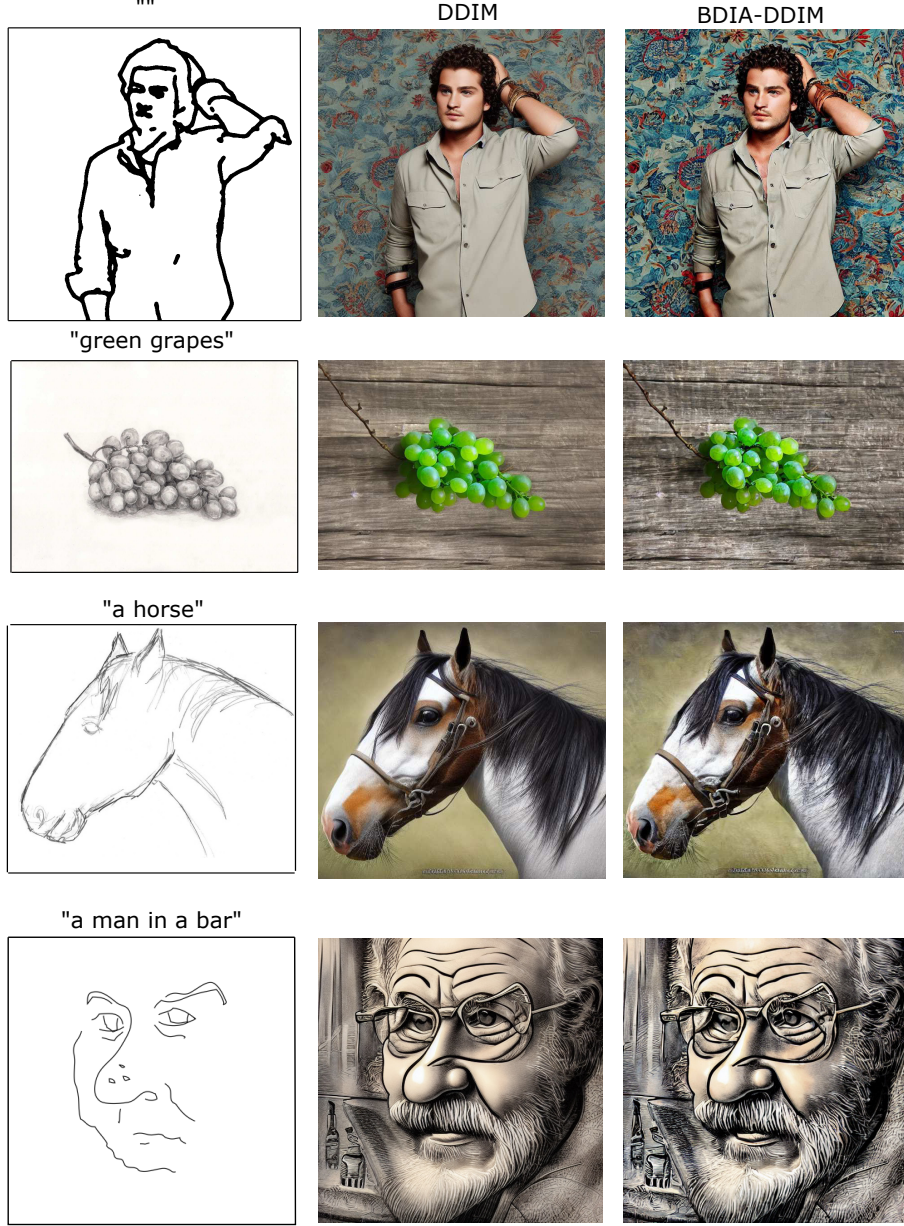 ""
DDIM
BDIA-DDIM
"green grapes"
"a horse"
"a man in a bar"